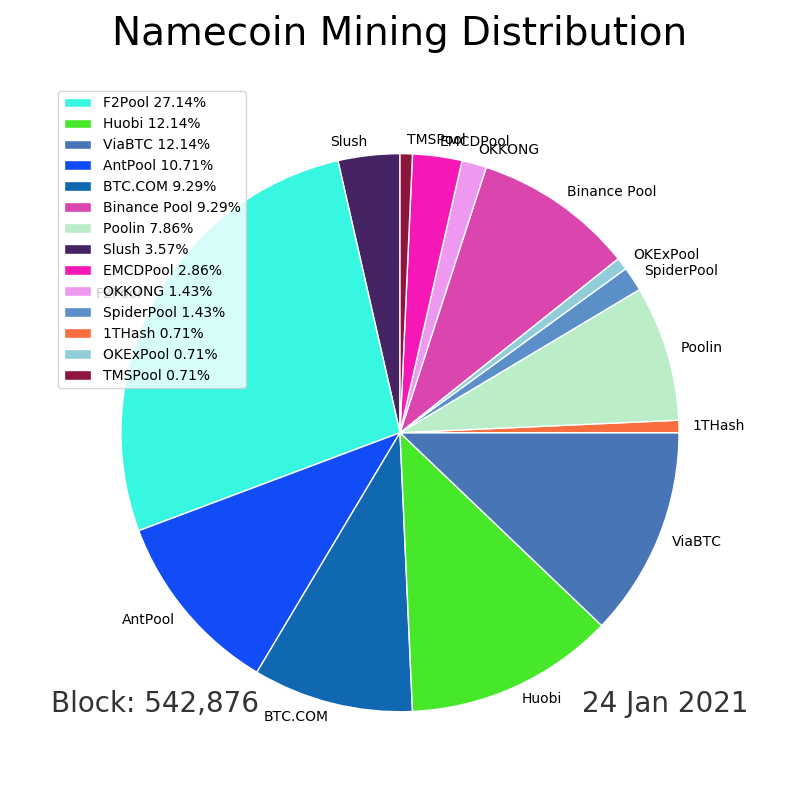 Namecoin Mining Distribution
F2Pool 27.14%
Huobi 12.14%
ViaBTC 12.14%
AntPool 10.71%
BTC.COM 9.29%
Binance Pool 9.29%
Poolin 7.86%
Slush 3.57%
EMCDPool 2.86%
OKKONG 1.43%
SpiderPool 1.43%
1THash 0.71%
OKExPool 0.71%
TMSPool 0.71%
Slush
TMSPool
EMCDPool
OKKONG
Binance Pool
OKExPool
SpiderPool
F2Pool
Poolin
1THash
ViaBTC
AntPool
Huobi
BTC.COM
Block: 542,876
24 Jan 2021